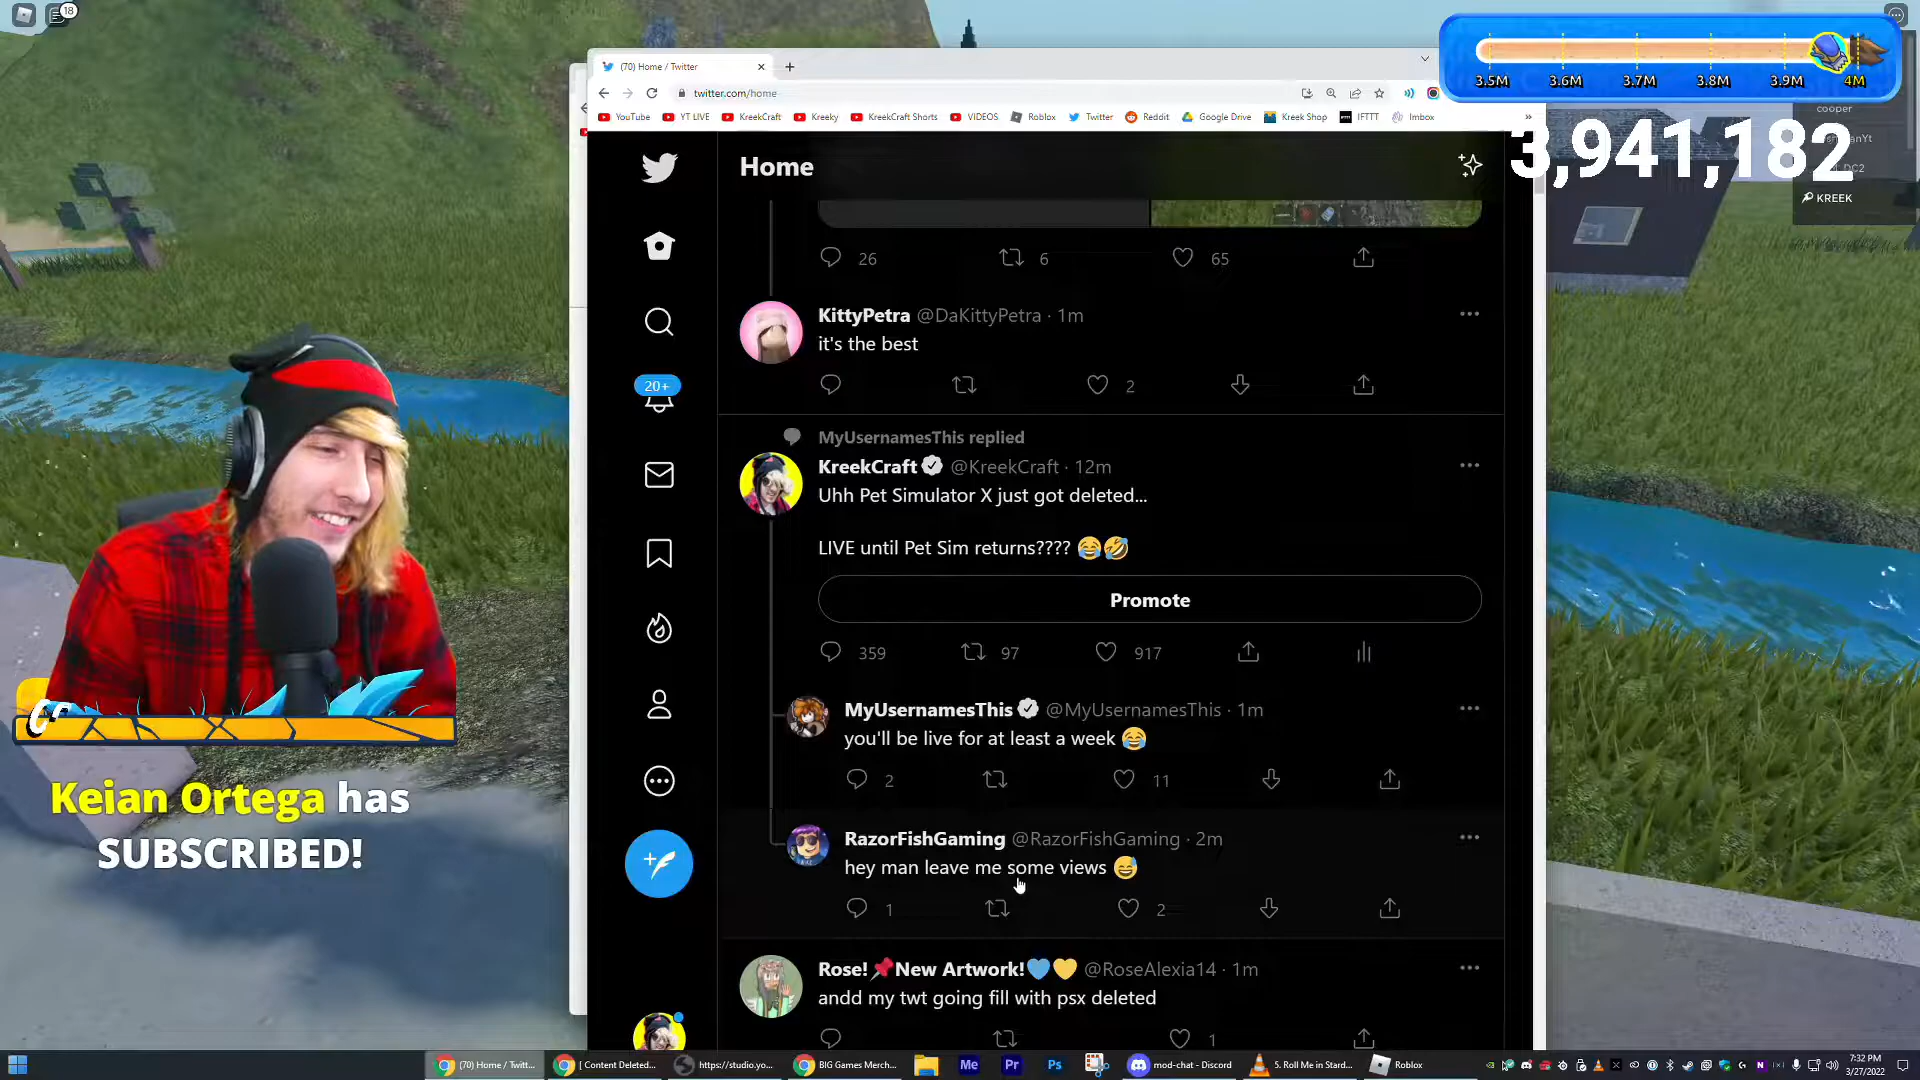 18
(70) Home / Twitter
twitter.com/home
YouTube YT LIVE KreekCraft Kreeky KreekCraft Shorts VIDEOS Roblox Twitter Reddit Google Drive Kreek Shop IFTTT Inbox
3.5M 3.6M 3.7M 3.8M 3.9M 4M
3,941,182
cooper
KREEK
Home
26 6 65
KittyPetra @DaKittyPetra · 1m
it's the best
2
20+
MyUsernamesThis replied
KreekCraft @KreekCraft · 12m
Uhh Pet Simulator X just got deleted...
LIVE until Pet Sim returns???? 😂🤣
Promote
359 97 917
MyUsernamesThis @MyUsernamesThis · 1m
you'll be live for at least a week 😂
2 11
RazorFishGaming @RazorFishGaming · 2m
hey man leave me some views 😅
1 2
Rose! 📌New Artwork!💙💛 @RoseAlexia14 · 1m
andd my twt going fill with psx deleted
1
Keian Ortega has
SUBSCRIBED!
(70) Home / Twitt... [ Content Deleted... https://studio.yo... BIG Games Merch... Me Pr Ps mod-chat - Discord 5. Roll Me in Stard... Roblox
7:32 PM
3/27/2022